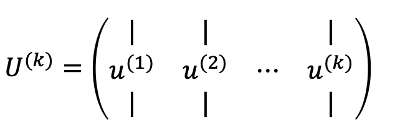 U^(k) = ( | | |
u^(1) u^(2) ⋯ u^(k)
| | | )